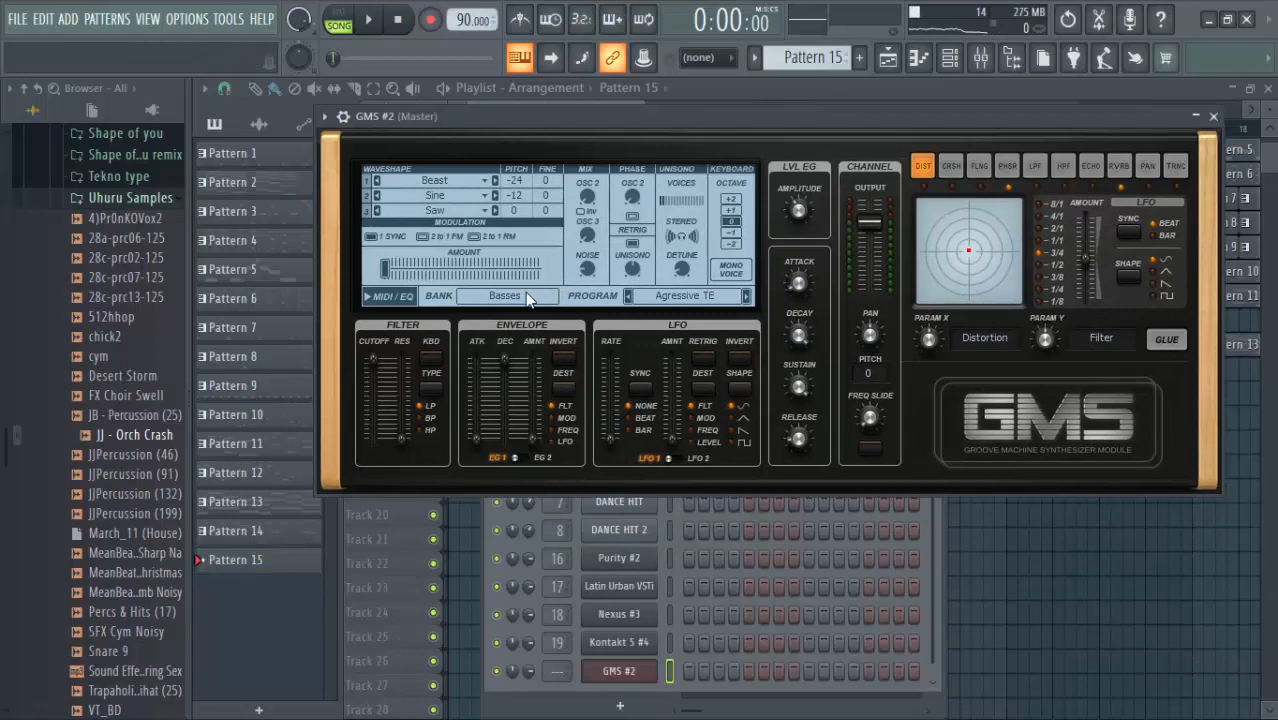 FILE EDIT ADD PATTERNS VIEW OPTIONS TOOLS HELP
SONG
90.000
3.2
0:00:00
M:S:CS
14
275 MB
0
(none)
Pattern 15
Browser - All
Playlist - Arrangement
Pattern 15
Shape of you
Shape of..u remix
Tekno type
Uhuru Samples
4)Pr0nKOVox2
28a-prc06-125
28c-prc02-125
28c-prc07-125
28c-prc13-125
512hhop
chick2
cym
Desert Storm
FX Choir Swell
JB - Percussion (25)
JJ - Orch Crash
JJPercussion (46)
JJPercussion (91)
JJPercussion (132)
JJPercussion (199)
March_11 (House)
MeanBea..Sharp Na
MeanBeat..hristmas
MeanBeat..mb Noisy
Percs & Hits (17)
SFX Cym Noisy
Snare 9
Sound Effe..ring Sex
Trapaholi..ihat (25)
VT_BD
Pattern 1
Pattern 2
Pattern 3
Pattern 4
Pattern 5
Pattern 6
Pattern 7
Pattern 8
Pattern 9
Pattern 10
Pattern 11
Pattern 12
Pattern 13
Pattern 14
Pattern 15
GMS #2 (Master)
WAVESHAPE PITCH FINE MIX PHASE UNISONO KEYBOARD
1 Beast -24 0
2 Sine -12 0
3 Saw 0 0
OSC 2 OSC 2 VOICES OCTAVE
INV
OSC 3
NOISE
RETRIG
UNISONO
STEREO
DETUNE
+2
+1
0
-1
-2
MONO VOICE
MODULATION
1 SYNC 2 to 1 FM 2 to 1 RM
AMOUNT
MIDI / EQ BANK Basses PROGRAM Agressive TE
FILTER
CUTOFF RES KBD
TYPE
LP
BP
HP
ENVELOPE
ATK DEC AMNT INVERT
DEST
FLT
MOD
FREQ
LFO
EG 1 EG 2
LFO
RATE AMNT RETRIG INVERT
SYNC DEST SHAPE
NONE
BEAT
BAR
FLT
MOD
FREQ
LEVEL
LFO 1 LFO 2
LVL EG
AMPLITUDE
ATTACK
DECAY
SUSTAIN
RELEASE
CHANNEL
OUTPUT
PAN
PITCH
0
FREQ SLIDE
DIST CRSH FLNG PHSR LPF HPF ECHO RVRB PAN TRNC
8/1
4/1
2/1
1/1
3/4
1/2
1/4
1/8
AMOUNT
LFO
SYNC
BEAT
BAR
SHAPE
PARAM X Distortion PARAM Y Filter GLUE
GMS
GROOVE MACHINE SYNTHESIZER MODULE
18
Track 20
Track 21
Track 22
Track 23
Track 24
Track 25
Track 26
Track 27
Track 28
7 DANCE HIT
8 DANCE HIT 2
16 Purity #2
17 Latin Urban VSTi
18 Nexus #3
19 Kontakt 5 #4
--- GMS #2